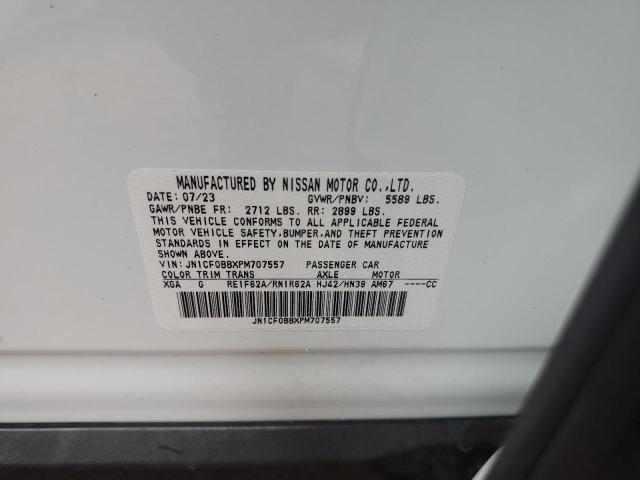 MANUFACTURED BY NISSAN MOTOR CO.,LTD.
DATE: 07/23 GVWR/PNBV: 5589 LBS.
GAWR/PNBE FR: 2712 LBS. RR: 2899 LBS.
THIS VEHICLE CONFORMS TO ALL APPLICABLE FEDERAL
MOTOR VEHICLE SAFETY,BUMPER,AND THEFT PREVENTION
STANDARDS IN EFFECT ON THE DATE OF MANUFACTURE
SHOWN ABOVE.
VIN: JN1CF0BBXPM707557 PASSENGER CAR
COLOR TRIM TRANS AXLE MOTOR
XGA G RE1F62A/RN1R62A HJ42/HN39 AM67 ----CC
JN1CF0BBXPM707557